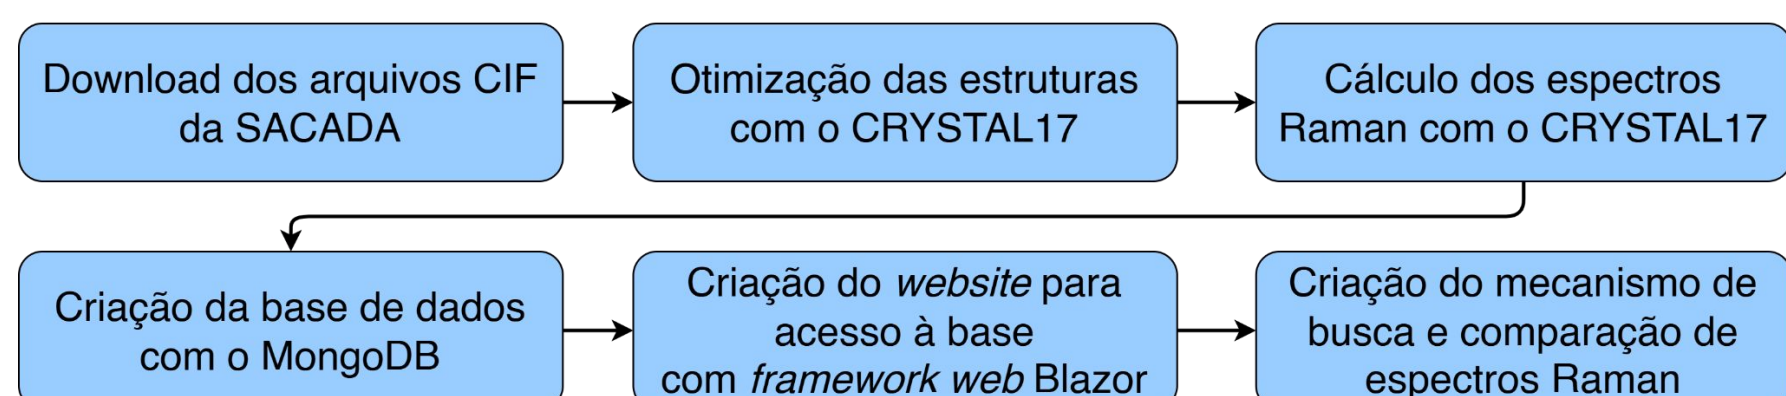 Download dos arquivos CIF
da SACADA
Otimização das estruturas
com o CRYSTAL17
Cálculo dos espectros
Raman com o CRYSTAL17
Criação da base de dados
com o MongoDB
Criação do website para
acesso à base
com framework web Blazor
Criação do mecanismo de
busca e comparação de
espectros Raman